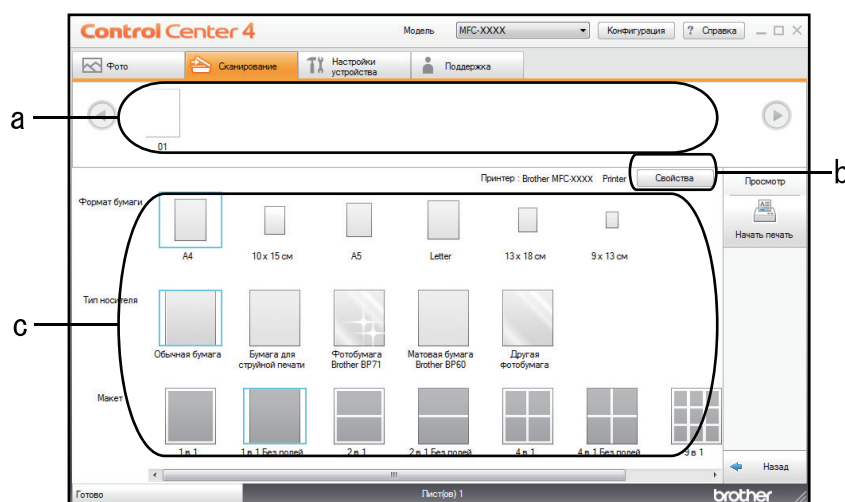 Control Center 4
Модель
MFC-XXXX
Конфигурация
? Справка
Фото
Сканирование
Настройки
устройства
Поддержка
a
01
Принтер : Brother MFC-XXXX Printer
Свойства
b
Просмотр
Начать печать
Формат бумаги
A4
10 x 15 см
A5
Letter
13 x 18 см
9 x 13 см
c
Тип носителя
Обычная бумага
Бумага для
струйной печати
Фотобумага
Brother BP71
Матовая бумага
Brother BP60
Другая
фотобумага
Макет
1 в 1
1 в 1 Без полей
2 в 1
2 в 1 Без полей
4 в 1
4 в 1 Без полей
9 в 1
Назад
Готово
Лист(ов) 1
brother